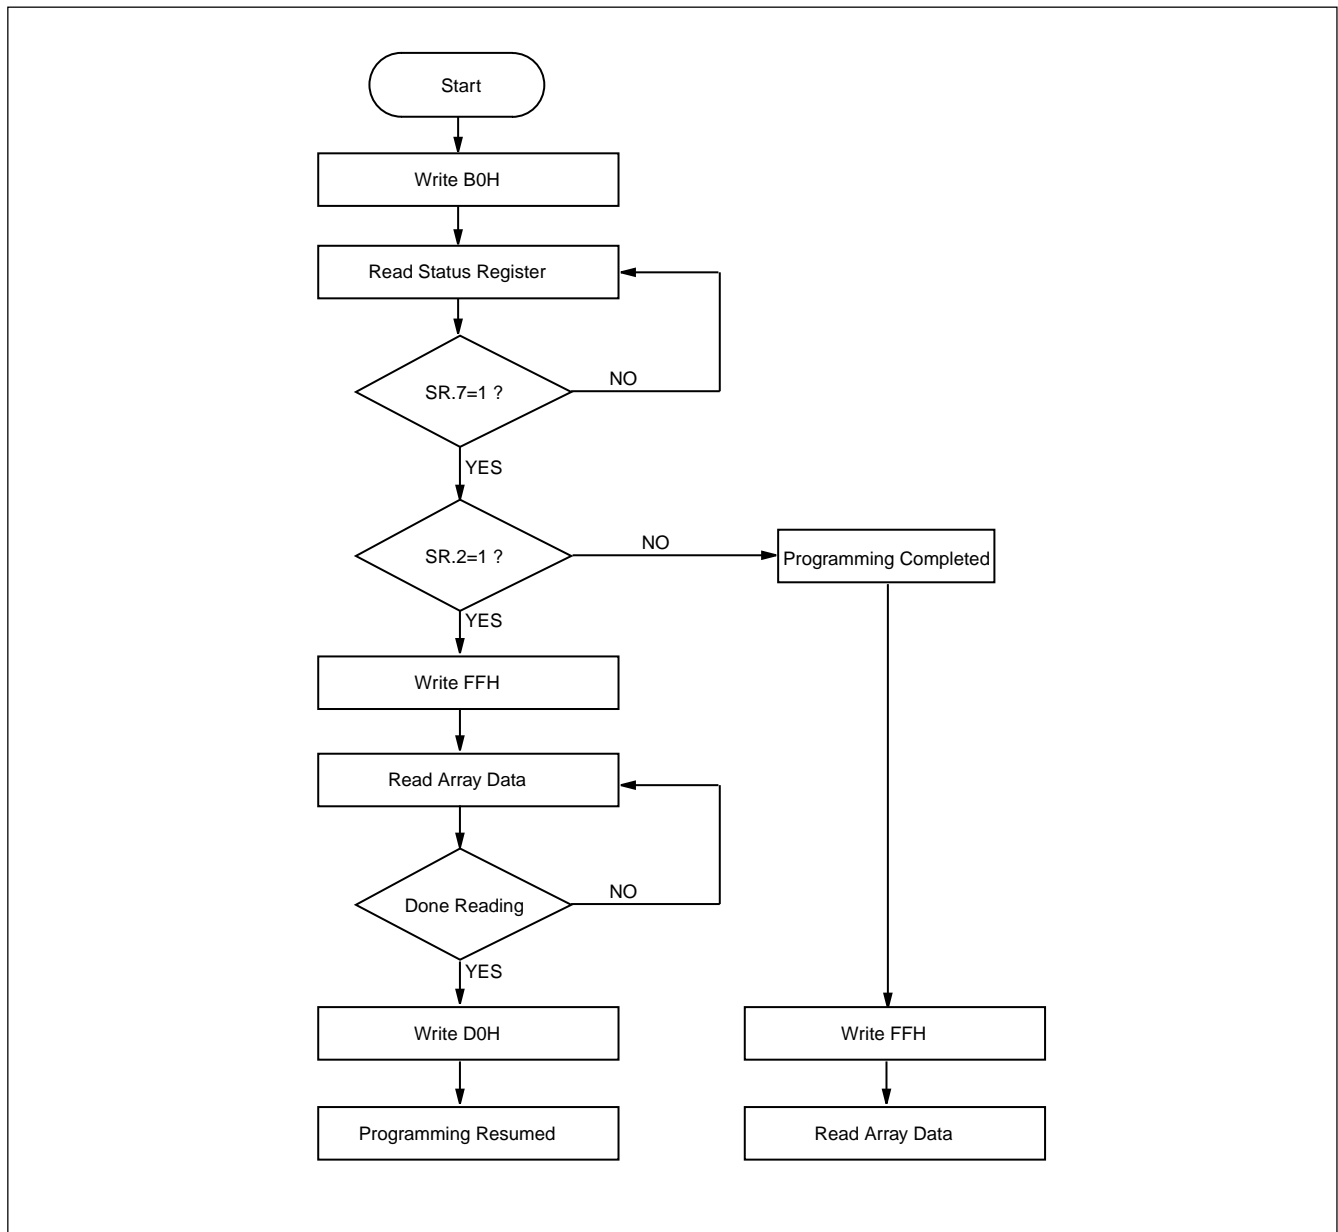 Start
Write B0H
Read Status Register
SR.7=1 ?
NO
YES
SR.2=1 ?
NO
Programming Completed
YES
Write FFH
Read Array Data
Done Reading
NO
YES
Write D0H
Write FFH
Programming Resumed
Read Array Data